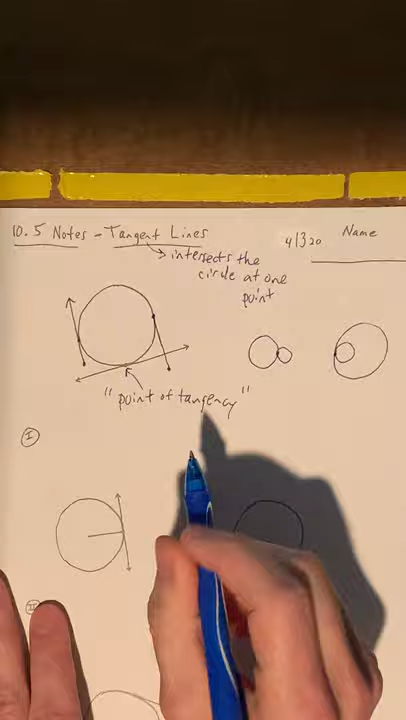 10.5 Notes - Tangent Lines
4/3/20
Name
intersects the
circle at one
point
"point of tangency"
I
II